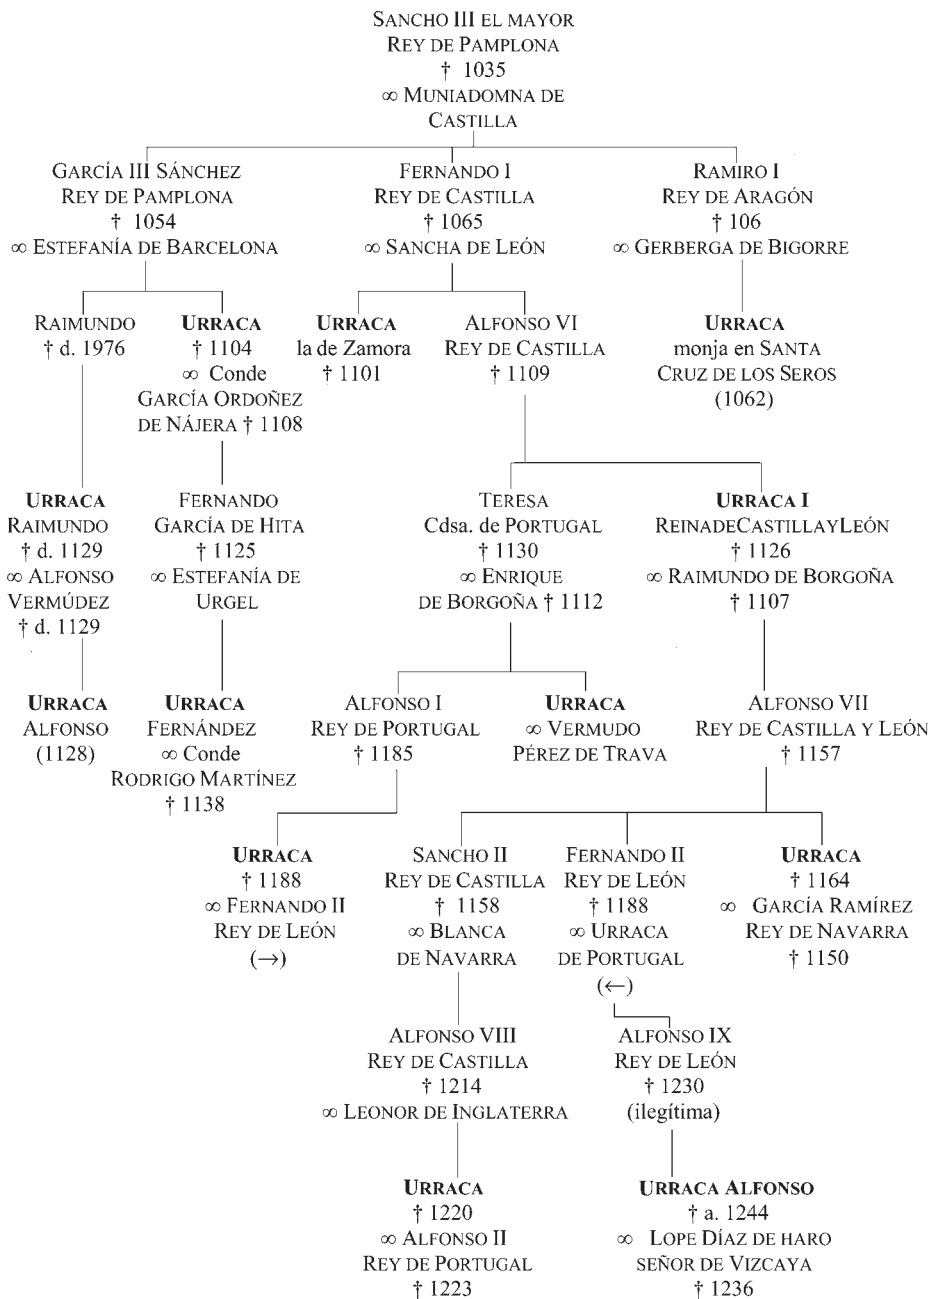 SANCHO III EL MAYOR
REY DE PAMPLONA
† 1035
∞ MUNIADOMNA DE
CASTILLA
GARCÍA III SÁNCHEZ
REY DE PAMPLONA
† 1054
∞ ESTEFANÍA DE BARCELONA
FERNANDO I
REY DE CASTILLA
† 1065
∞ SANCHA DE LEÓN
RAMIRO I
REY DE ARAGÓN
† 106
∞ GERBERGA DE BIGORRE
RAIMUNDO
† d. 1976
URRACA
† 1104
∞ Conde
GARCÍA ORDOÑEZ
DE NÁJERA † 1108
URRACA
la de Zamora
† 1101
ALFONSO VI
REY DE CASTILLA
† 1109
URRACA
monja en SANTA
CRUZ DE LOS SEROS
(1062)
URRACA
RAIMUNDO
† d. 1129
∞ ALFONSO
VERMÚDEZ
† d. 1129
FERNANDO
GARCÍA DE HITA
† 1125
∞ ESTEFANÍA DE
URGEL
TERESA
Cdsa. de PORTUGAL
† 1130
∞ ENRIQUE
DE BORGOÑA † 1112
URRACA I
REINADECASTILLAYLEÓN
† 1126
∞ RAIMUNDO DE BORGOÑA
† 1107
URRACA
ALFONSO
(1128)
URRACA
FERNÁNDEZ
∞ Conde
RODRIGO MARTÍNEZ
† 1138
ALFONSO I
REY DE PORTUGAL
† 1185
URRACA
∞ VERMUDO
PÉREZ DE TRAVA
ALFONSO VII
REY DE CASTILLA Y LEÓN
† 1157
URRACA
† 1188
∞ FERNANDO II
REY DE LEÓN
(→)
SANCHO II
REY DE CASTILLA
† 1158
∞ BLANCA
DE NAVARRA
FERNANDO II
REY DE LEÓN
† 1188
∞ URRACA
DE PORTUGAL
(←)
URRACA
† 1164
∞ GARCÍA RAMÍREZ
REY DE NAVARRA
† 1150
ALFONSO VIII
REY DE CASTILLA
† 1214
∞ LEONOR DE INGLATERRA
ALFONSO IX
REY DE LEÓN
† 1230
(ilegítima)
URRACA
† 1220
∞ ALFONSO II
REY DE PORTUGAL
† 1223
URRACA ALFONSO
† a. 1244
∞ LOPE DÍAZ DE HARO
SEÑOR DE VIZCAYA
† 1236